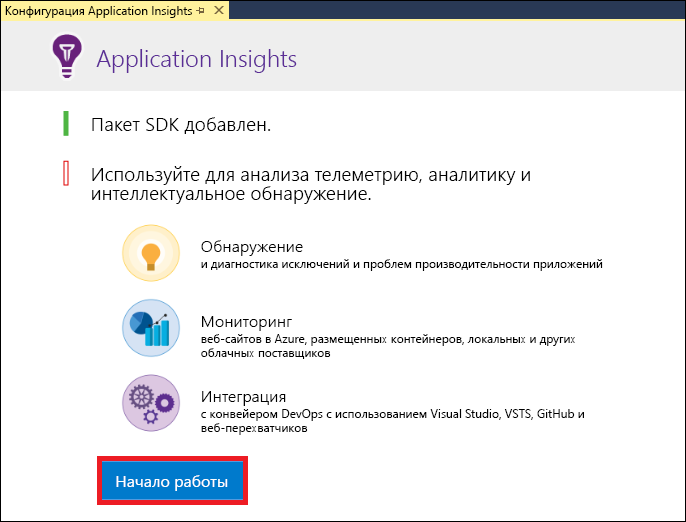 Конфигурация Application Insights
Application Insights
Пакет SDK добавлен.
Используйте для анализа телеметрию, аналитику и
интеллектуальное обнаружение.
Обнаружение
и диагностика исключений и проблем производительности приложений
Мониторинг
веб-сайтов в Azure, размещенных контейнеров, локальных и других
облачных поставщиков
Интеграция
с конвейером DevOps с использованием Visual Studio, VSTS, GitHub и
веб-перехватчиков
Начало работы